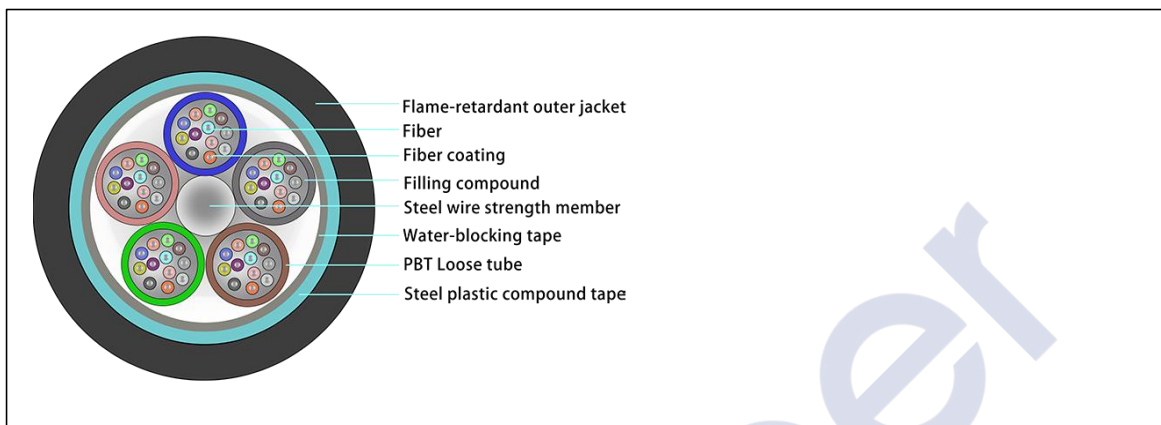 Flame-retardant outer jacket
Fiber
Fiber coating
Filling compound
Steel wire strength member
Water-blocking tape
PBT Loose tube
Steel plastic compound tape
er